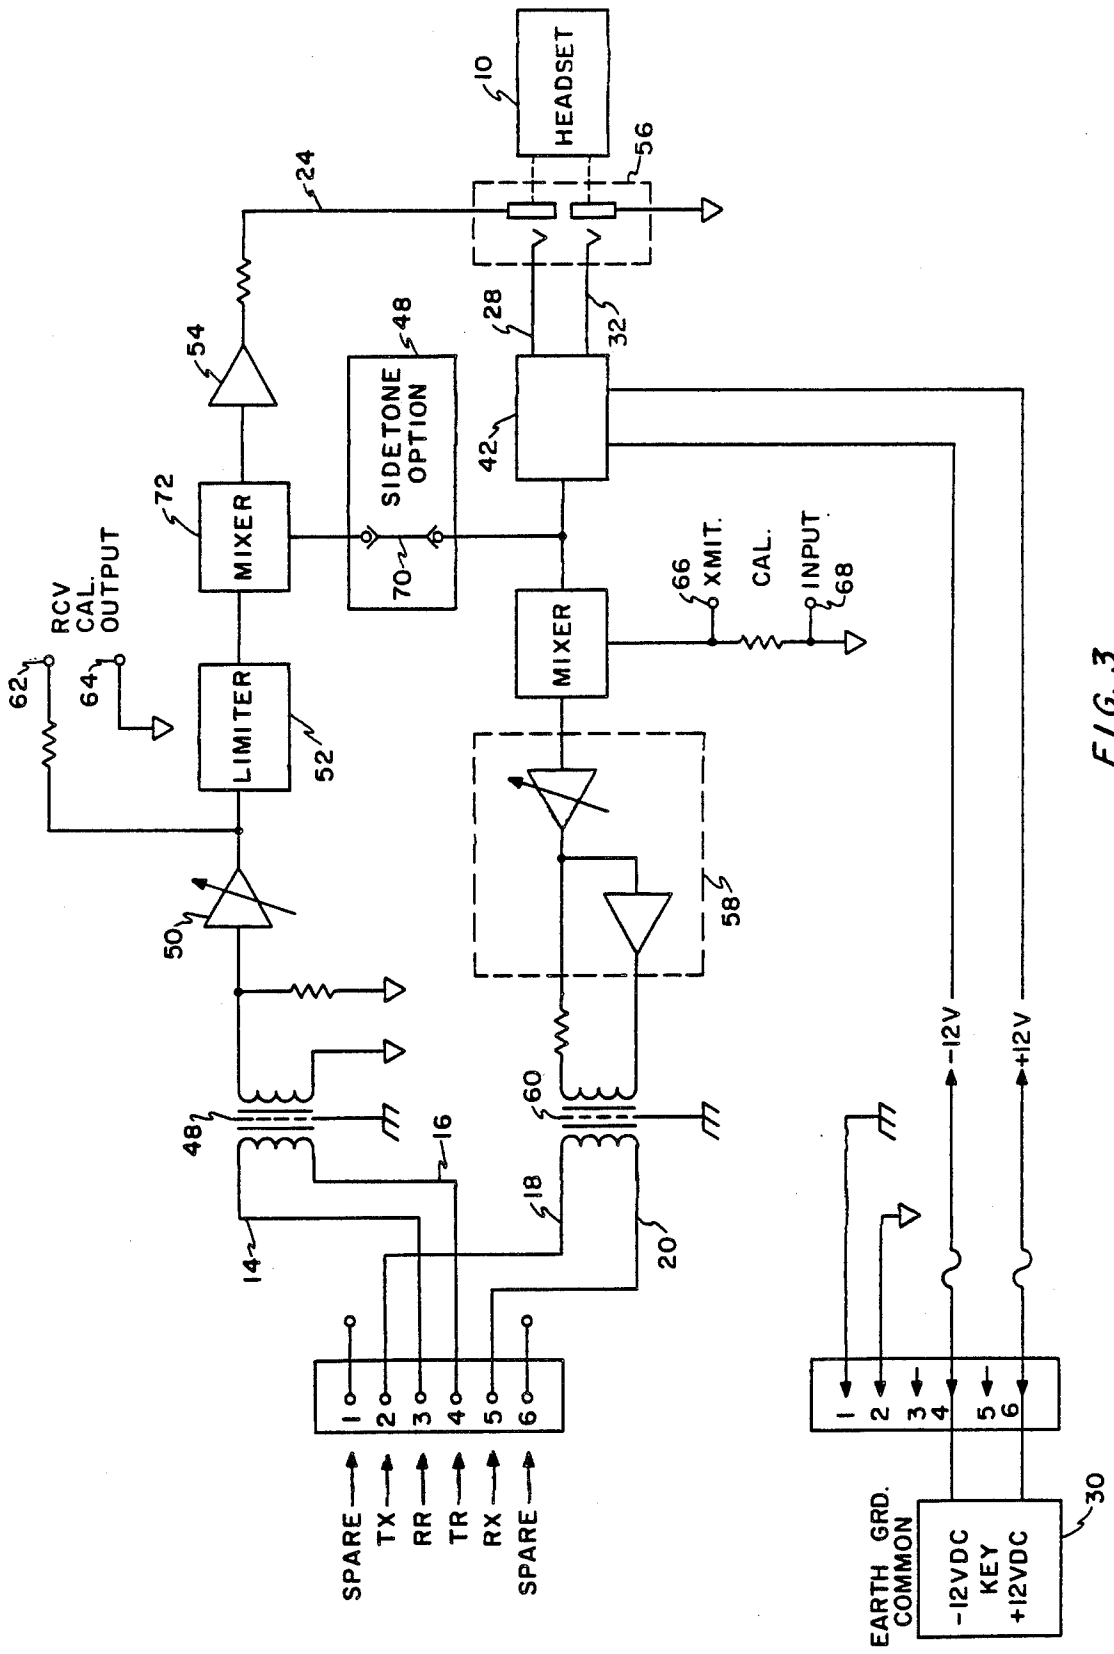 62
RCV
CAL.
OUTPUT
64
50
LIMITER
52
72
MIXER
54
24
48
14
16
SIDETONE
OPTION
48
70
10
HEADSET
56
28
32
42
MIXER
66
XMIT.
CAL.
INPUT
68
58
60
18
20
SPARE
TX
RR
TR
RX
SPARE
1
2
3
4
5
6
-12V
+12V
1
2
3
4
5
6
EARTH GRD.
COMMON
-12VDC
KEY
+12VDC
30
FIG. 3